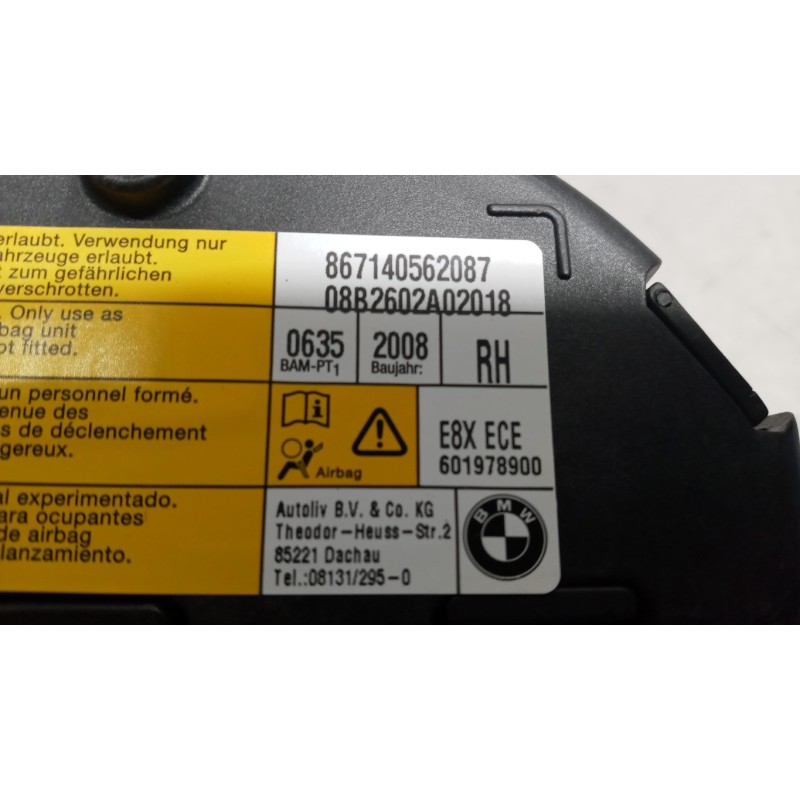 erlaubt. Verwendung nur
ahrzeuge erlaubt.
t zum gefährlichen
verschrotten.
. Only use as
bag unit
ot fitted.
un personnel formé.
enue des
s de déclenchement
gereux.
al experimentado.
ara ocupantes
de airbag
lanzamiento.
867140562087
08B2602A02018
0635
BAM-PT1
2008
Baujahr:
RH
i
Airbag
E8X ECE
601978900
Autoliv B.V. & Co. KG
Theodor-Heuss-Str.2
85221 Dachau
Tel.:08131/295-0
BMW